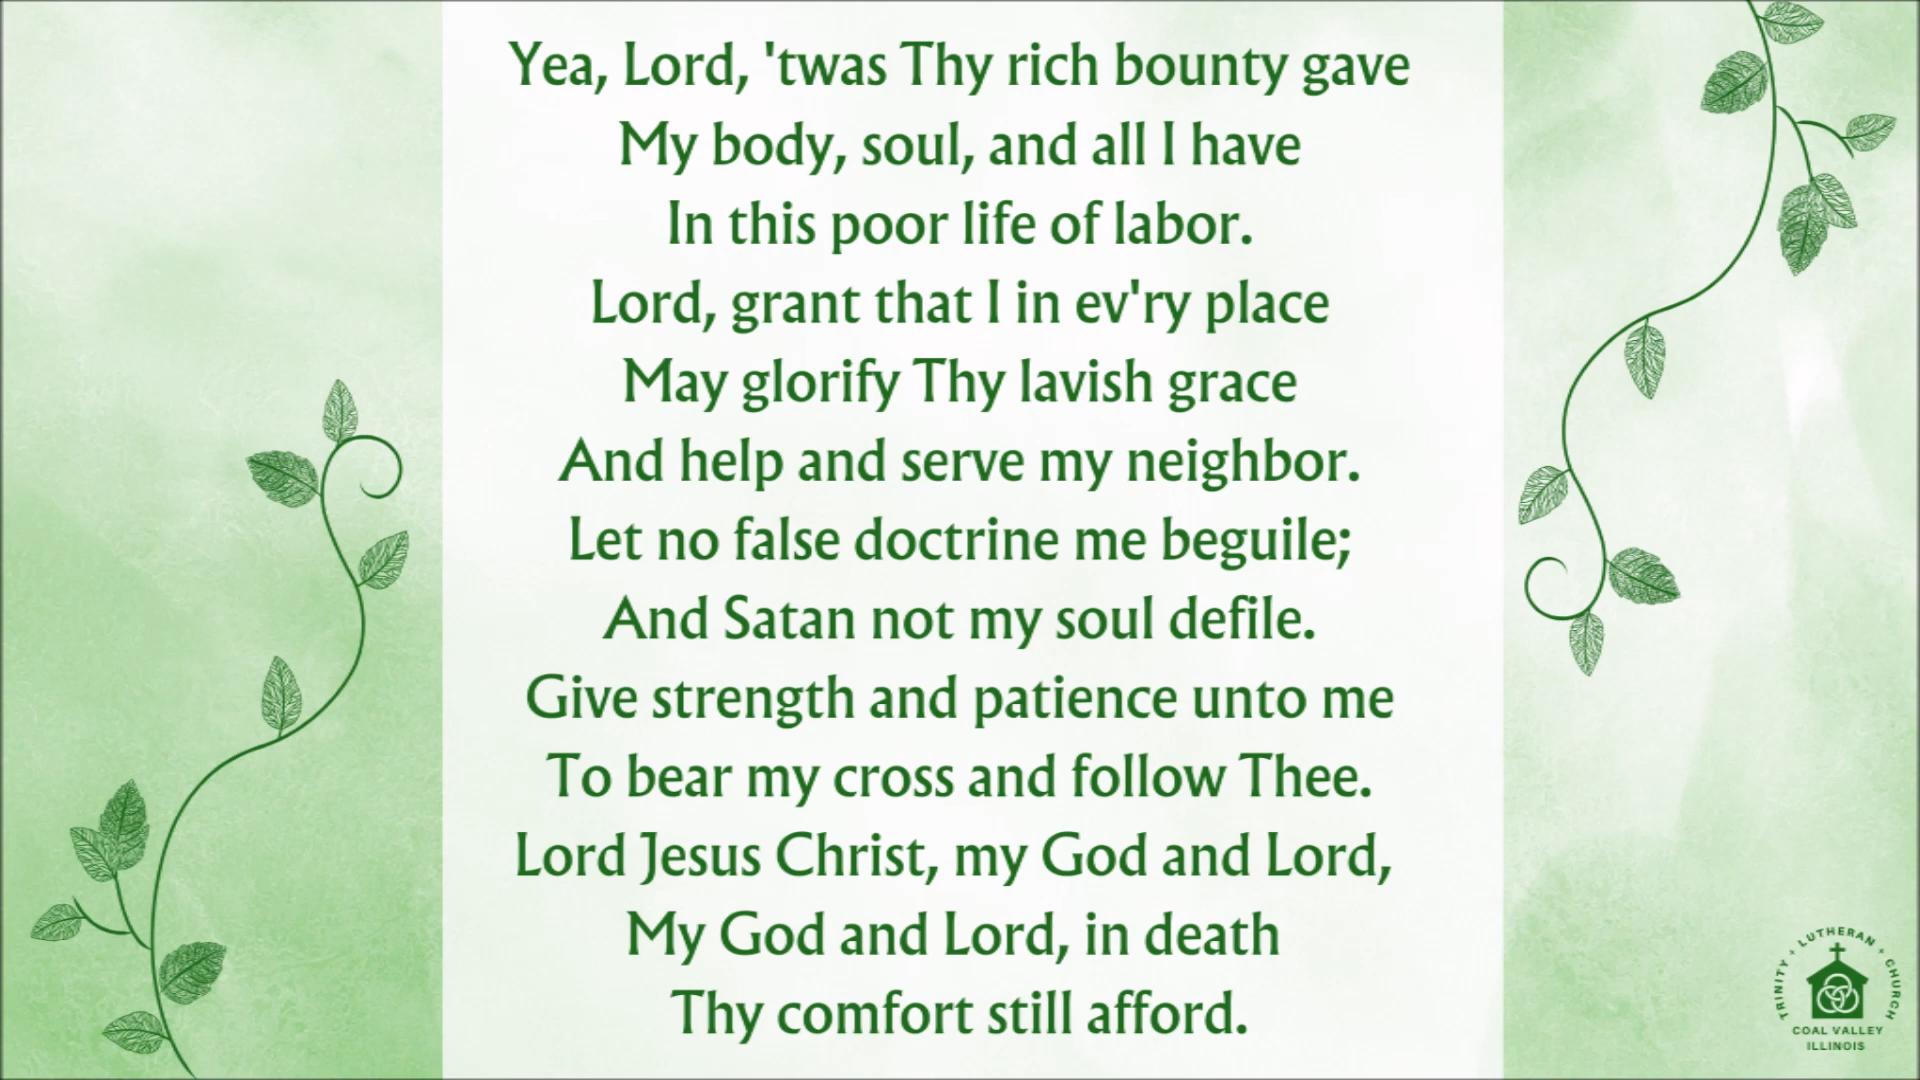 Yea, Lord, 'twas Thy rich bounty gave
My body, soul, and all I have
In this poor life of labor.
Lord, grant that I in ev'ry place
May glorify Thy lavish grace
And help and serve my neighbor.
Let no false doctrine me beguile;
And Satan not my soul defile.
Give strength and patience unto me
To bear my cross and follow Thee.
Lord Jesus Christ, my God and Lord,
My God and Lord, in death
Thy comfort still afford.
TRINITY + LUTHERAN + CHURCH
COAL VALLEY
ILLINOIS